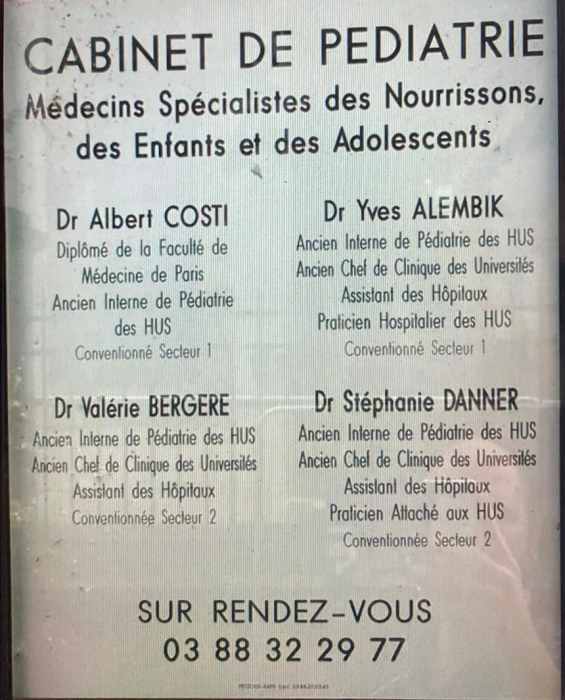 CABINET DE PEDIATRIE
Médecins Spécialistes des Nourrissons,
des Enfants et des Adolescents
Dr Albert COSTI
Diplômé de la Faculté de
Médecine de Paris
Ancien Interne de Pédiatrie
des HUS
Conventionné Secteur 1
Dr Yves ALEMBIK
Ancien Interne de Pédiatrie des HUS
Ancien Chef de Clinique des Universités
Assistant des Hôpitaux
Praticien Hospitalier des HUS
Conventionné Secteur 1
Dr Valérie BERGERE
Ancien Interne de Pédiatrie des HUS
Ancien Chef de Clinique des Universités
Assistant des Hôpitaux
Conventionnée Secteur 2
Dr Stéphanie DANNER
Ancien Interne de Pédiatrie des HUS
Ancien Chef de Clinique des Universités
Assistant des Hôpitaux
Praticien Attaché aux HUS
Conventionnée Secteur 2
SUR RENDEZ-VOUS
03 88 32 29 77